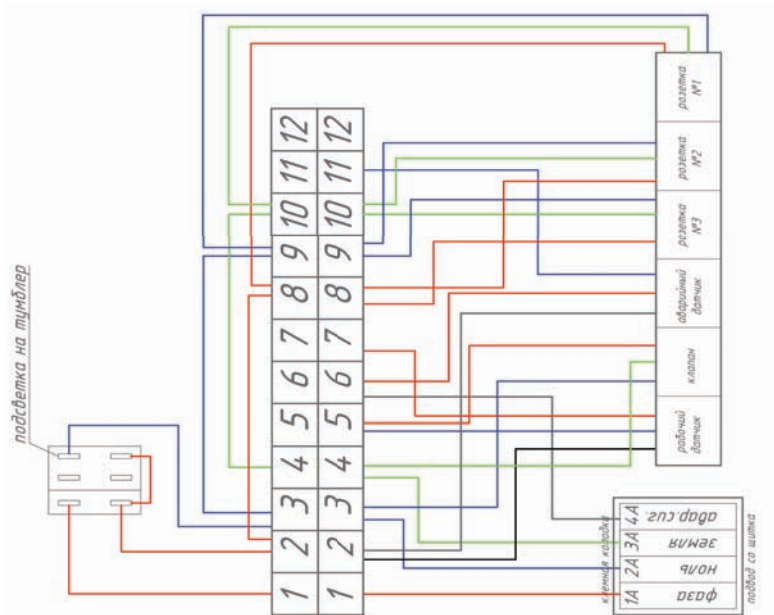 розетка №1
розетка №2
розетка №3
аварийный датчик
клапан
рабочий датчик
12 12
11 11
10 10
9 9
8 8
7 7
6 6
5 5
4 4
3 3
2 2
1 1
подсветка на тумблер
клемная колодка
4А авар.сиг.
3А земля
2А ноль
1А фаза
подвод со щитка